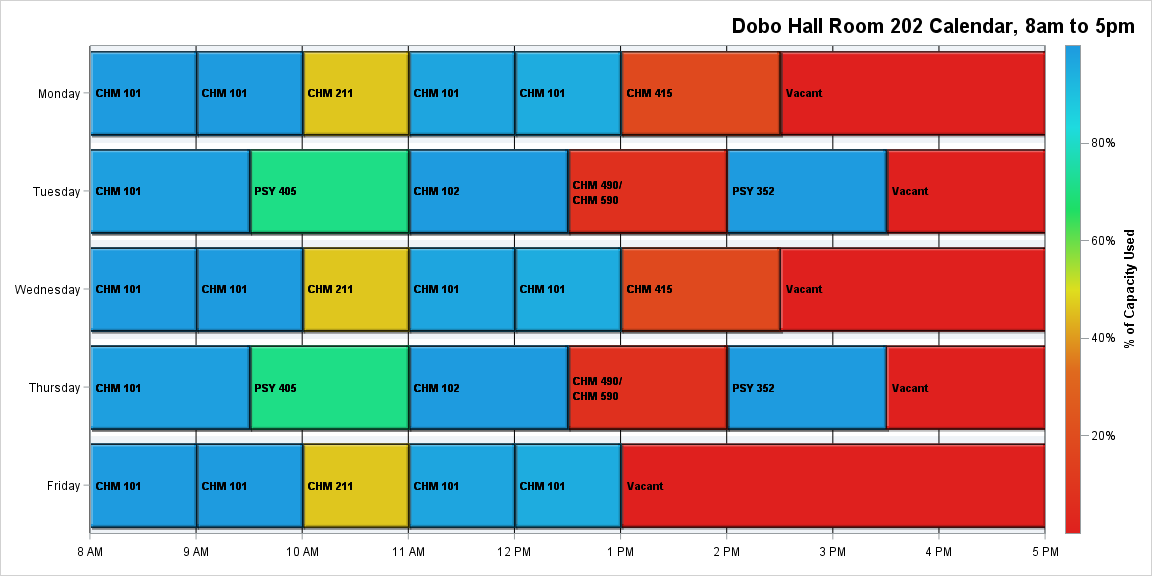 Dobo Hall Room 202 Calendar, 8am to 5pm
Monday
CHM 101
CHM 101
CHM 211
CHM 101
CHM 101
CHM 415
Vacant
Tuesday
CHM 101
PSY 405
CHM 102
CHM 490/
CHM 590
PSY 352
Vacant
Wednesday
CHM 101
CHM 101
CHM 211
CHM 101
CHM 101
CHM 415
Vacant
Thursday
CHM 101
PSY 405
CHM 102
CHM 490/
CHM 590
PSY 352
Vacant
Friday
CHM 101
CHM 101
CHM 211
CHM 101
CHM 101
Vacant
8 AM
9 AM
10 AM
11 AM
12 PM
1 PM
2 PM
3 PM
4 PM
5 PM
80%
60%
40%
20%
% of Capacity Used